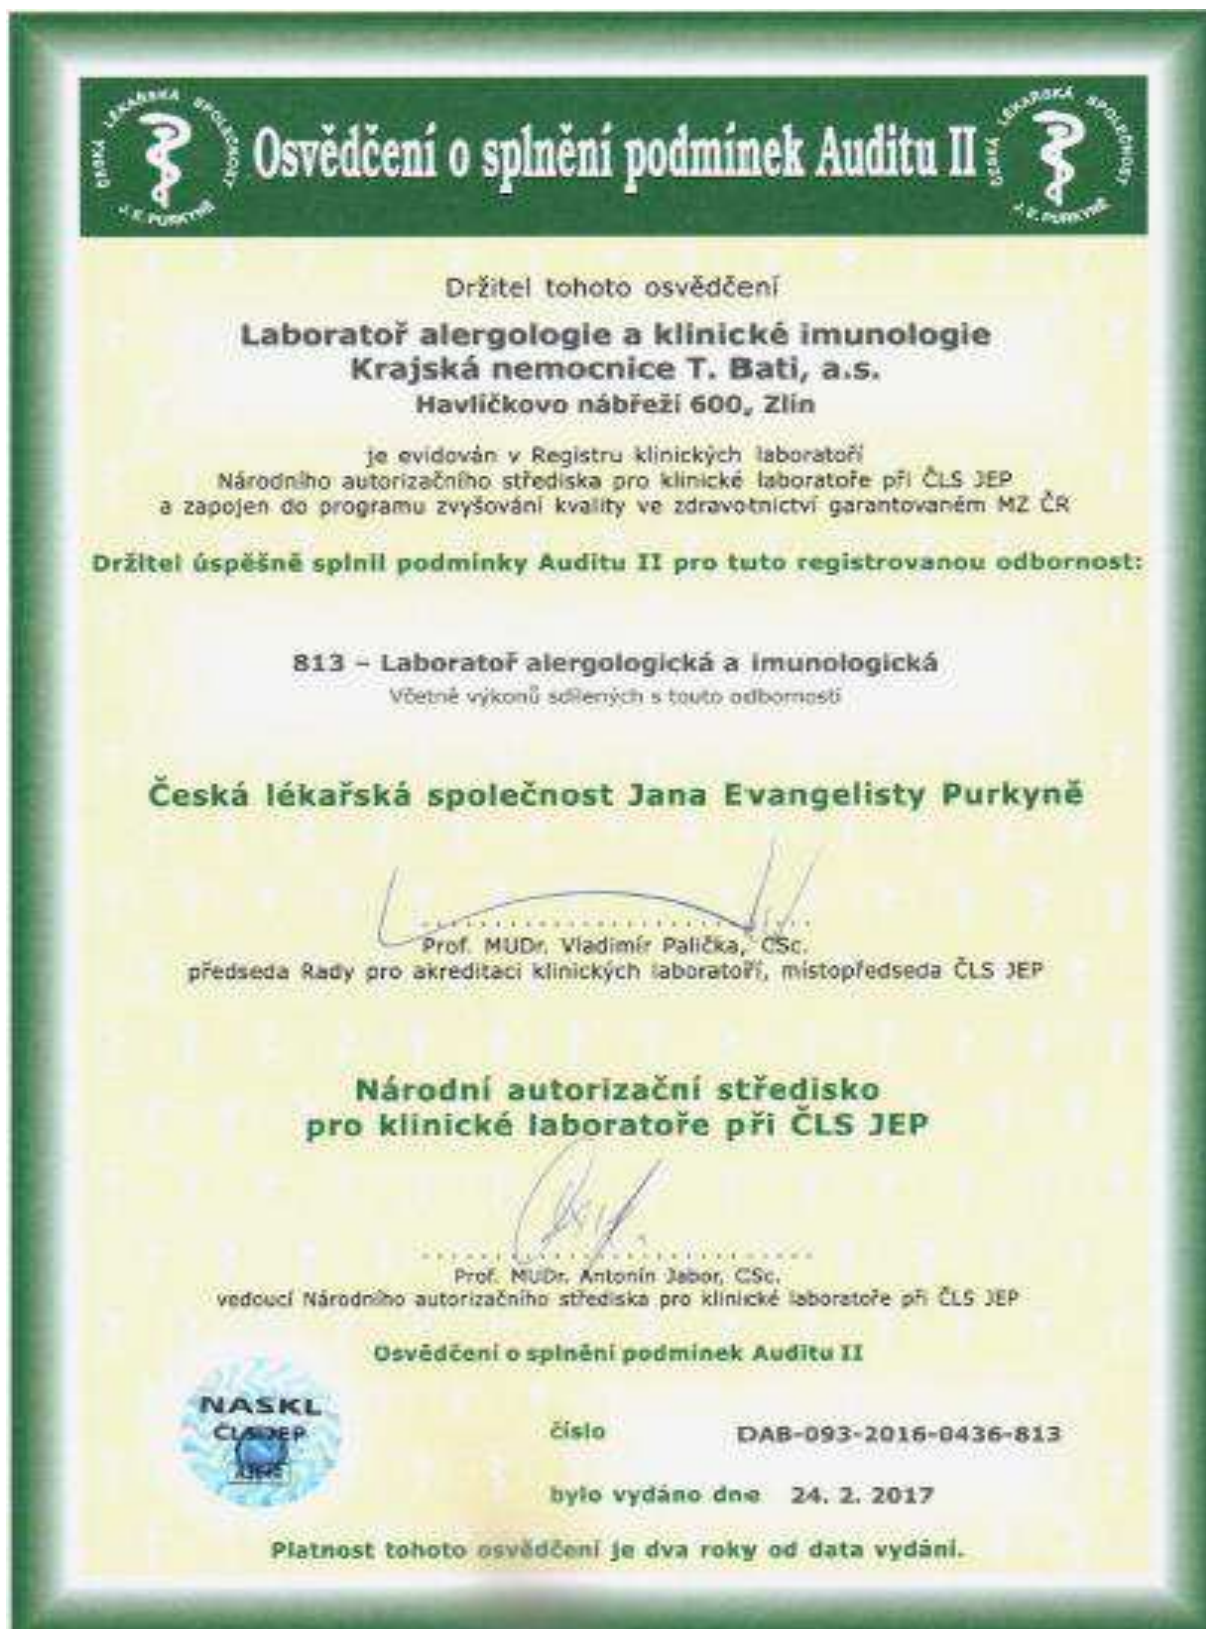 ČESKÁ LÉKAŘSKÁ SPOLEČNOST
J. E. PURKYNĚ
Osvědčení o splnění podmínek Auditu II
ČESKÁ LÉKAŘSKÁ SPOLEČNOST
J. E. PURKYNĚ
Držitel tohoto osvědčení
Laboratoř alergologie a klinické imunologie
Krajská nemocnice T. Bati, a.s.
Havlíčkovo nábřeží 600, Zlín
je evidován v Registru klinických laboratoří
Národního autorizačního střediska pro klinické laboratoře při ČLS JEP
a zapojen do programu zvyšování kvality ve zdravotnictví garantovaném MZ ČR
Držitel úspěšně splnil podmínky Auditu II pro tuto registrovanou odbornost:
813 – Laboratoř alergologická a imunologická
Včetně výkonů sdílených s touto odborností
Česká lékařská společnost Jana Evangelisty Purkyně
Prof. MUDr. Vladimír Palička, CSc.
předseda Rady pro akreditaci klinických laboratoří, místopředseda ČLS JEP
Národní autorizační středisko
pro klinické laboratoře při ČLS JEP
Prof. MUDr. Antonín Jabor, CSc.
vedoucí Národního autorizačního střediska pro klinické laboratoře při ČLS JEP
Osvědčení o splnění podmínek Auditu II
NASKL
ČLS JEP
číslo DAB-093-2016-0436-813
bylo vydáno dne 24. 2. 2017
Platnost tohoto osvědčení je dva roky od data vydání.